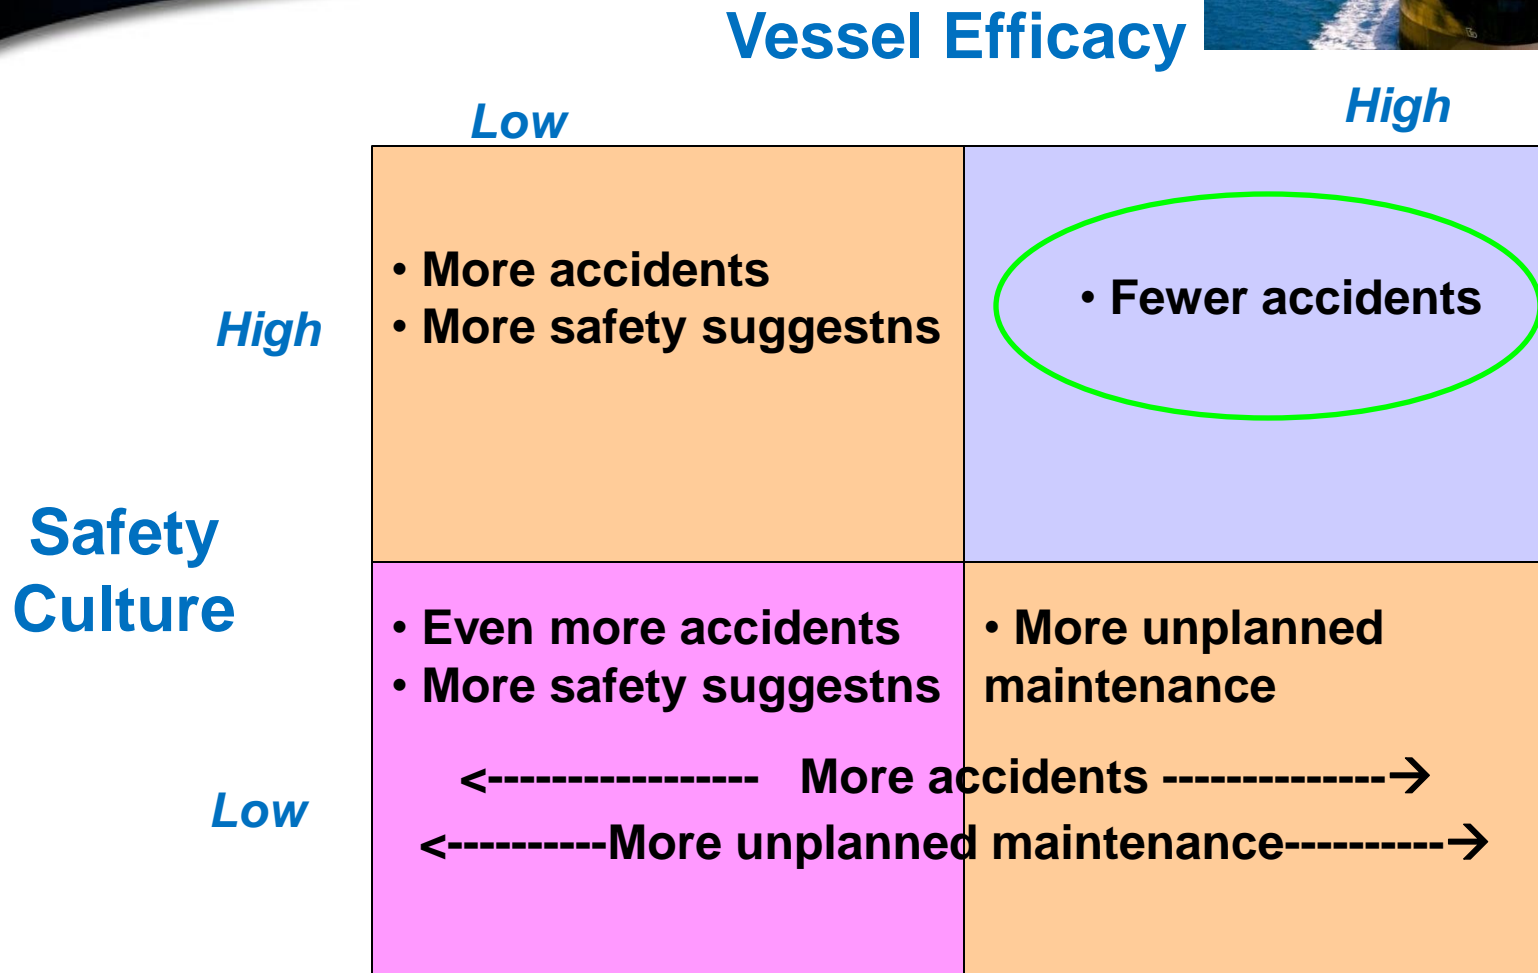 Vessel Efficacy
Low
High
High
• More accidents
• More safety suggestns
• Fewer accidents
Safety
Culture
Low
• Even more accidents
• More safety suggestns
• More unplanned
maintenance
<----------------- More accidents --------------→
<----------More unplanned maintenance----------→